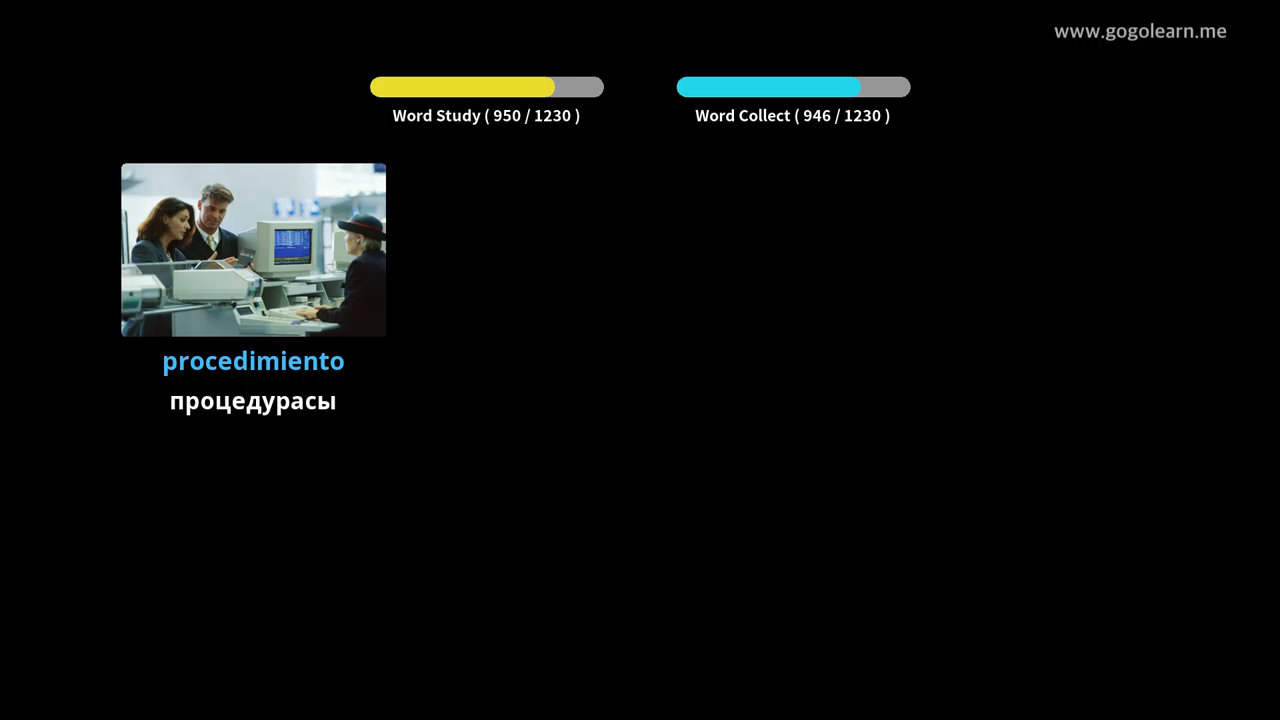 www.gogolearn.me
Word Study ( 950 / 1230 )
Word Collect ( 946 / 1230 )
procedimiento
процедурасы